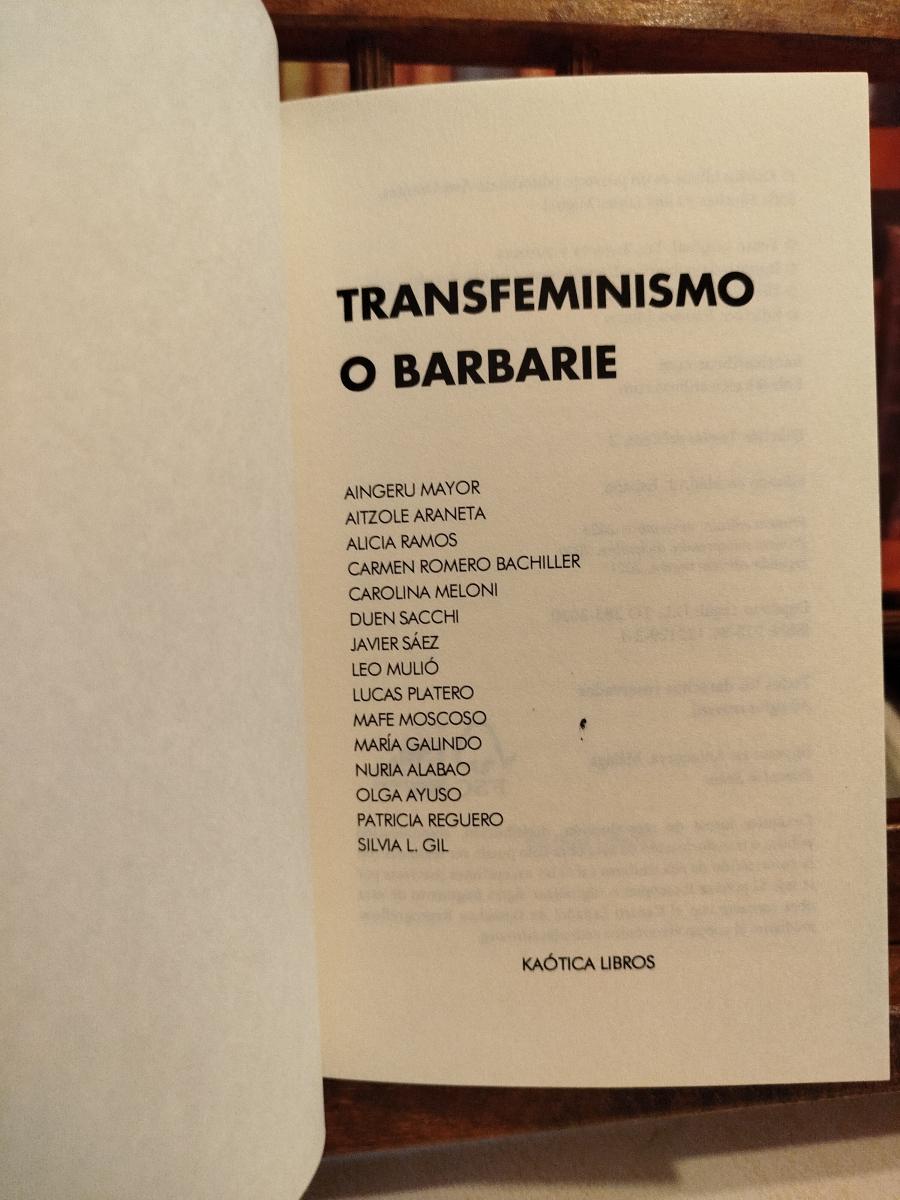 TRANSFEMINISMO
O BARBARIE
AINGERU MAYOR
AITZOLE ARANETA
ALICIA RAMOS
CARMEN ROMERO BACHILLER
CAROLINA MELONI
DUEN SACCHI
JAVIER SÁEZ
LEO MULIÓ
LUCAS PLATERO
MAFE MOSCOSO
MARÍA GALINDO
NURIA ALABAO
OLGA AYUSO
PATRICIA REGUERO
SILVIA L. GIL
KAÓTICA LIBROS